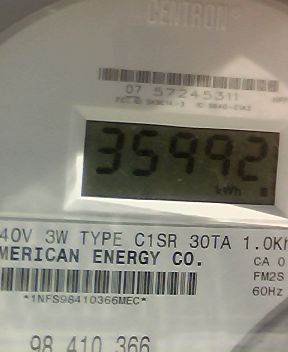 CENTRON®
07 57245311
35992
kWh
40V 3W TYPE C1SR 30TA 1.0Kh
MERICAN ENERGY CO.
CA 0
FM2S
60Hz
*1NFS98410366MEC*
98 410 366